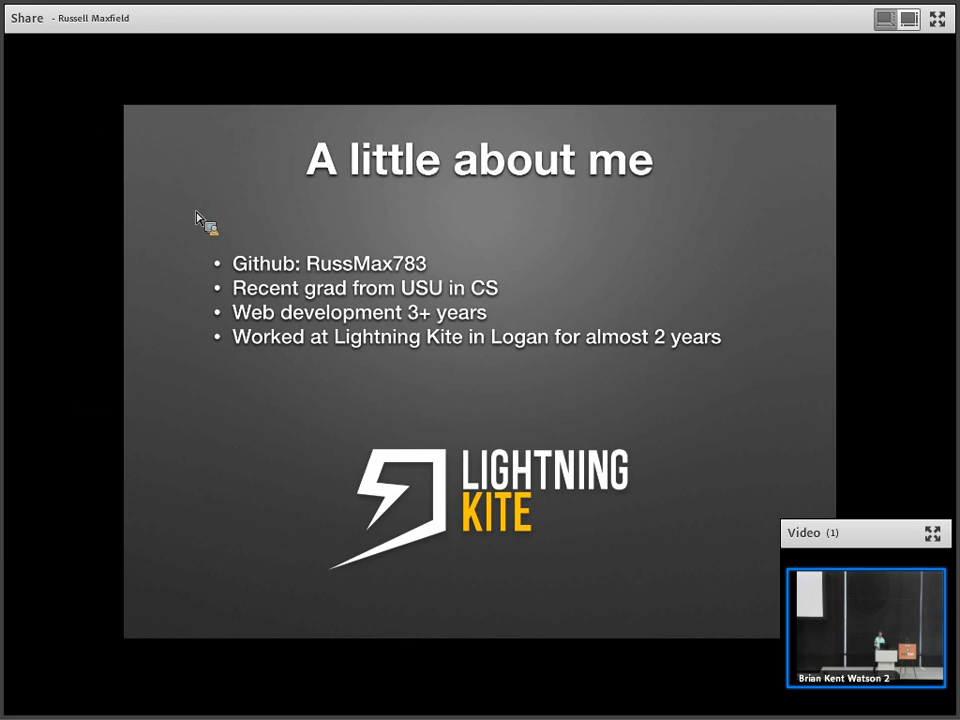 Share - Russell Maxfield
A little about me
• Github: RussMax783
• Recent grad from USU in CS
• Web development 3+ years
• Worked at Lightning Kite in Logan for almost 2 years
LIGHTNING
KITE
Video (1)
Brian Kent Watson 2